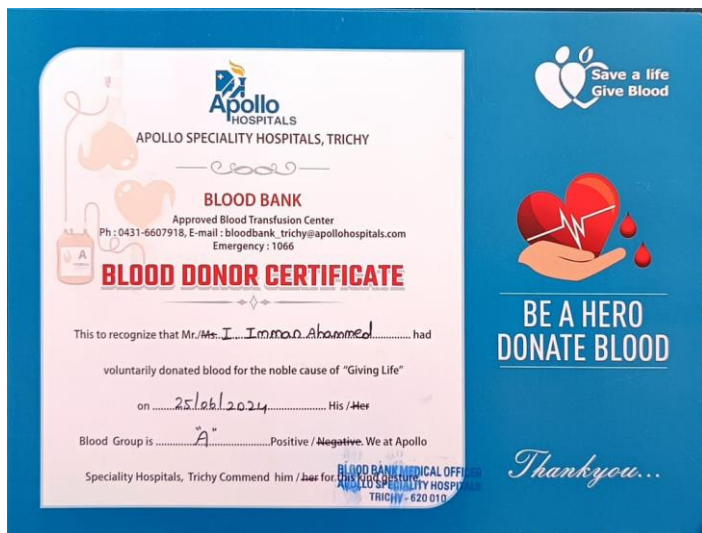 Apollo
HOSPITALS
APOLLO SPECIALITY HOSPITALS, TRICHY
BLOOD BANK
Approved Blood Transfusion Center
Ph : 0431-6607918, E-mail : bloodbank_trichy@apollohospitals.com
Emergency : 1066
A
BLOOD DONOR CERTIFICATE
This to recognize that Mr./Ms. I. Imman Ahammed had
voluntarily donated blood for the noble cause of "Giving Life"
on 25/06/2024 His / Her
Blood Group is "A" Positive / Negative. We at Apollo
Speciality Hospitals, Trichy Commend him / her for this kind gesture.
BLOOD BANK MEDICAL OFFICER
APOLLO SPECIALITY HOSPITALS
TRICHY - 620 010
Save a life
Give Blood
BE A HERO
DONATE BLOOD
Thankyou...